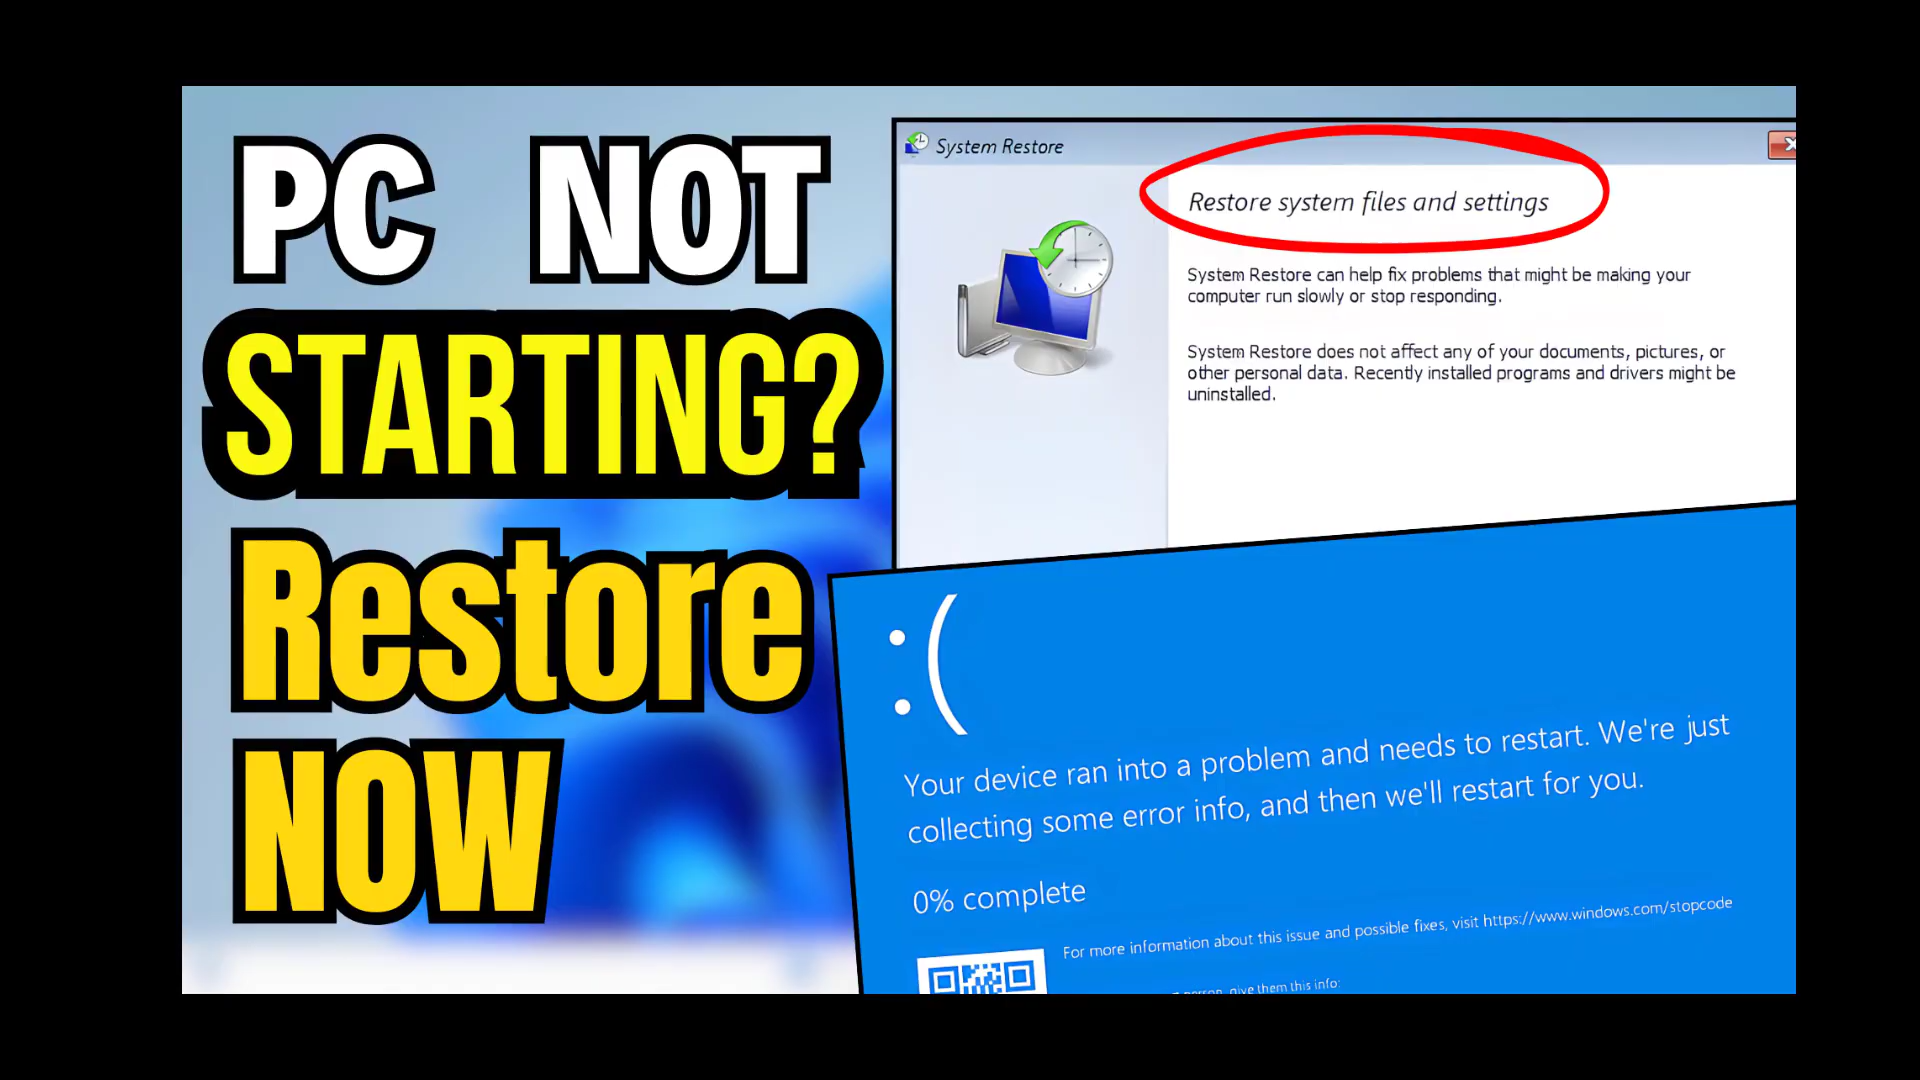 PC NOT
STARTING?
Restore
NOW
System Restore
Restore system files and settings
System Restore can help fix problems that might be making your
computer run slowly or stop responding.
System Restore does not affect any of your documents, pictures, or
other personal data. Recently installed programs and drivers might be
uninstalled.
:(
Your device ran into a problem and needs to restart. We're just
collecting some error info, and then we'll restart for you.
0% complete
For more information about this issue and possible fixes, visit https://www.windows.com/stopcode
person, give them this info: